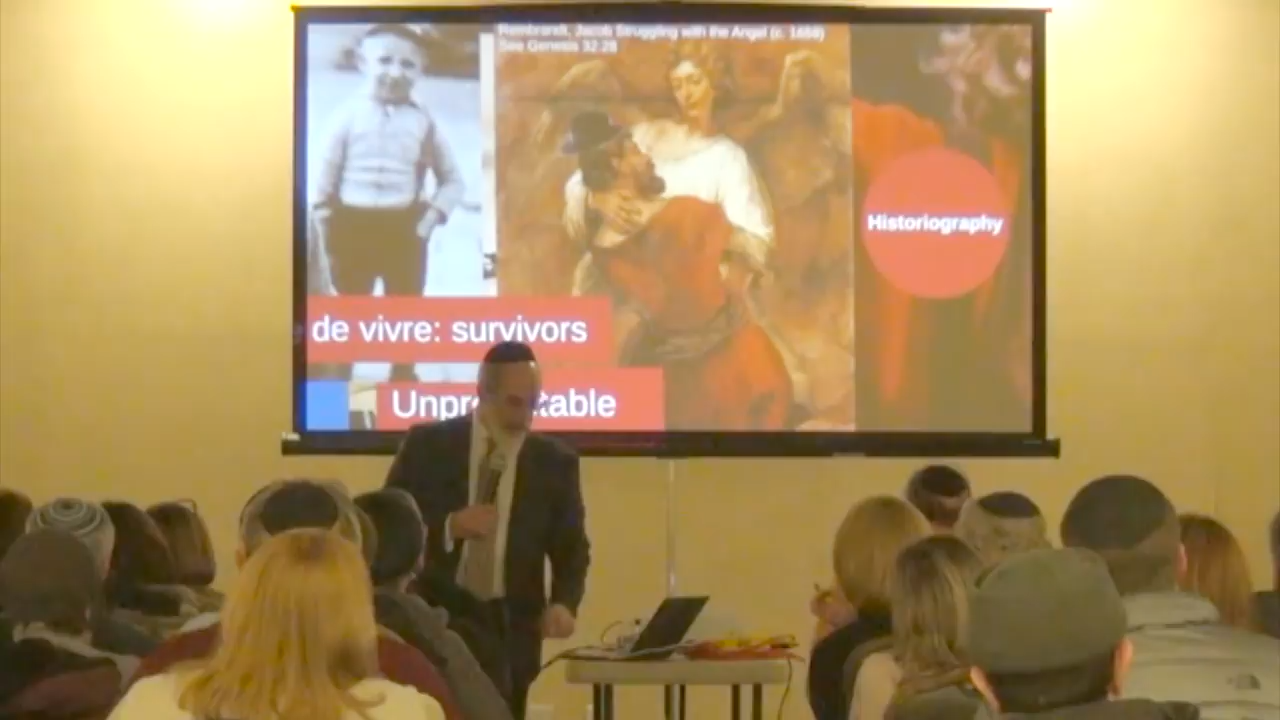 Rembrandt, Jacob Struggling with the Angel (c. 1659)
See Genesis 32:28
Historiography
de vivre: survivors